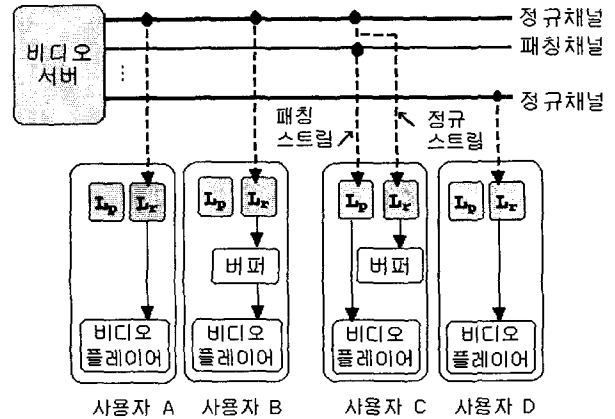 정규채널
비디오
서버
패칭채널
⋮
정규채널
패칭
스트림
정규
스트림
Lp Lr
Lp Lr
Lp Lr
Lp Lr
버퍼
버퍼
비디오
플레이어
비디오
플레이어
비디오
플레이어
비디오
플레이어
사용자 A
사용자 B
사용자 C
사용자 D